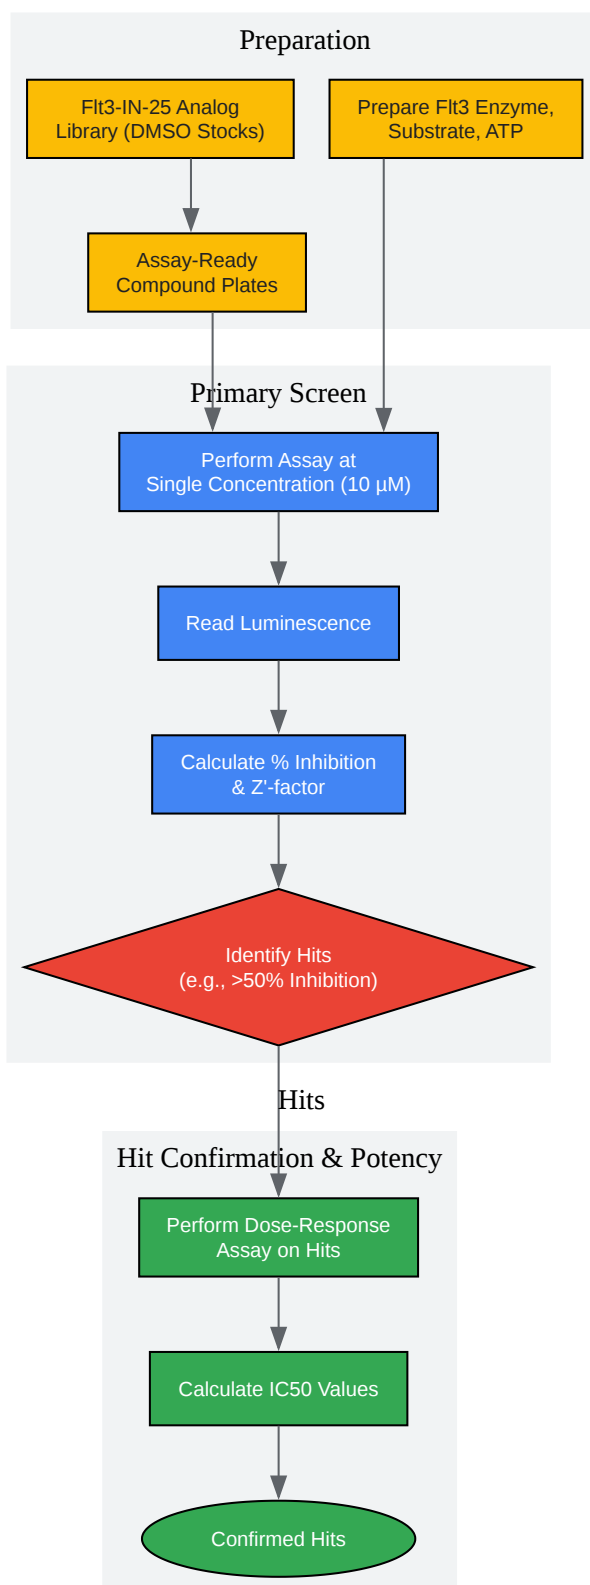 Preparation
Flt3-IN-25 Analog
Library (DMSO Stocks)
Prepare Flt3 Enzyme,
Substrate, ATP
Assay-Ready
Compound Plates
Primary Screen
Perform Assay at
Single Concentration (10 µM)
Read Luminescence
Calculate % Inhibition
& Z'-factor
Identify Hits
(e.g., >50% Inhibition)
Hits
Hit Confirmation & Potency
Perform Dose-Response
Assay on Hits
Calculate IC50 Values
Confirmed Hits